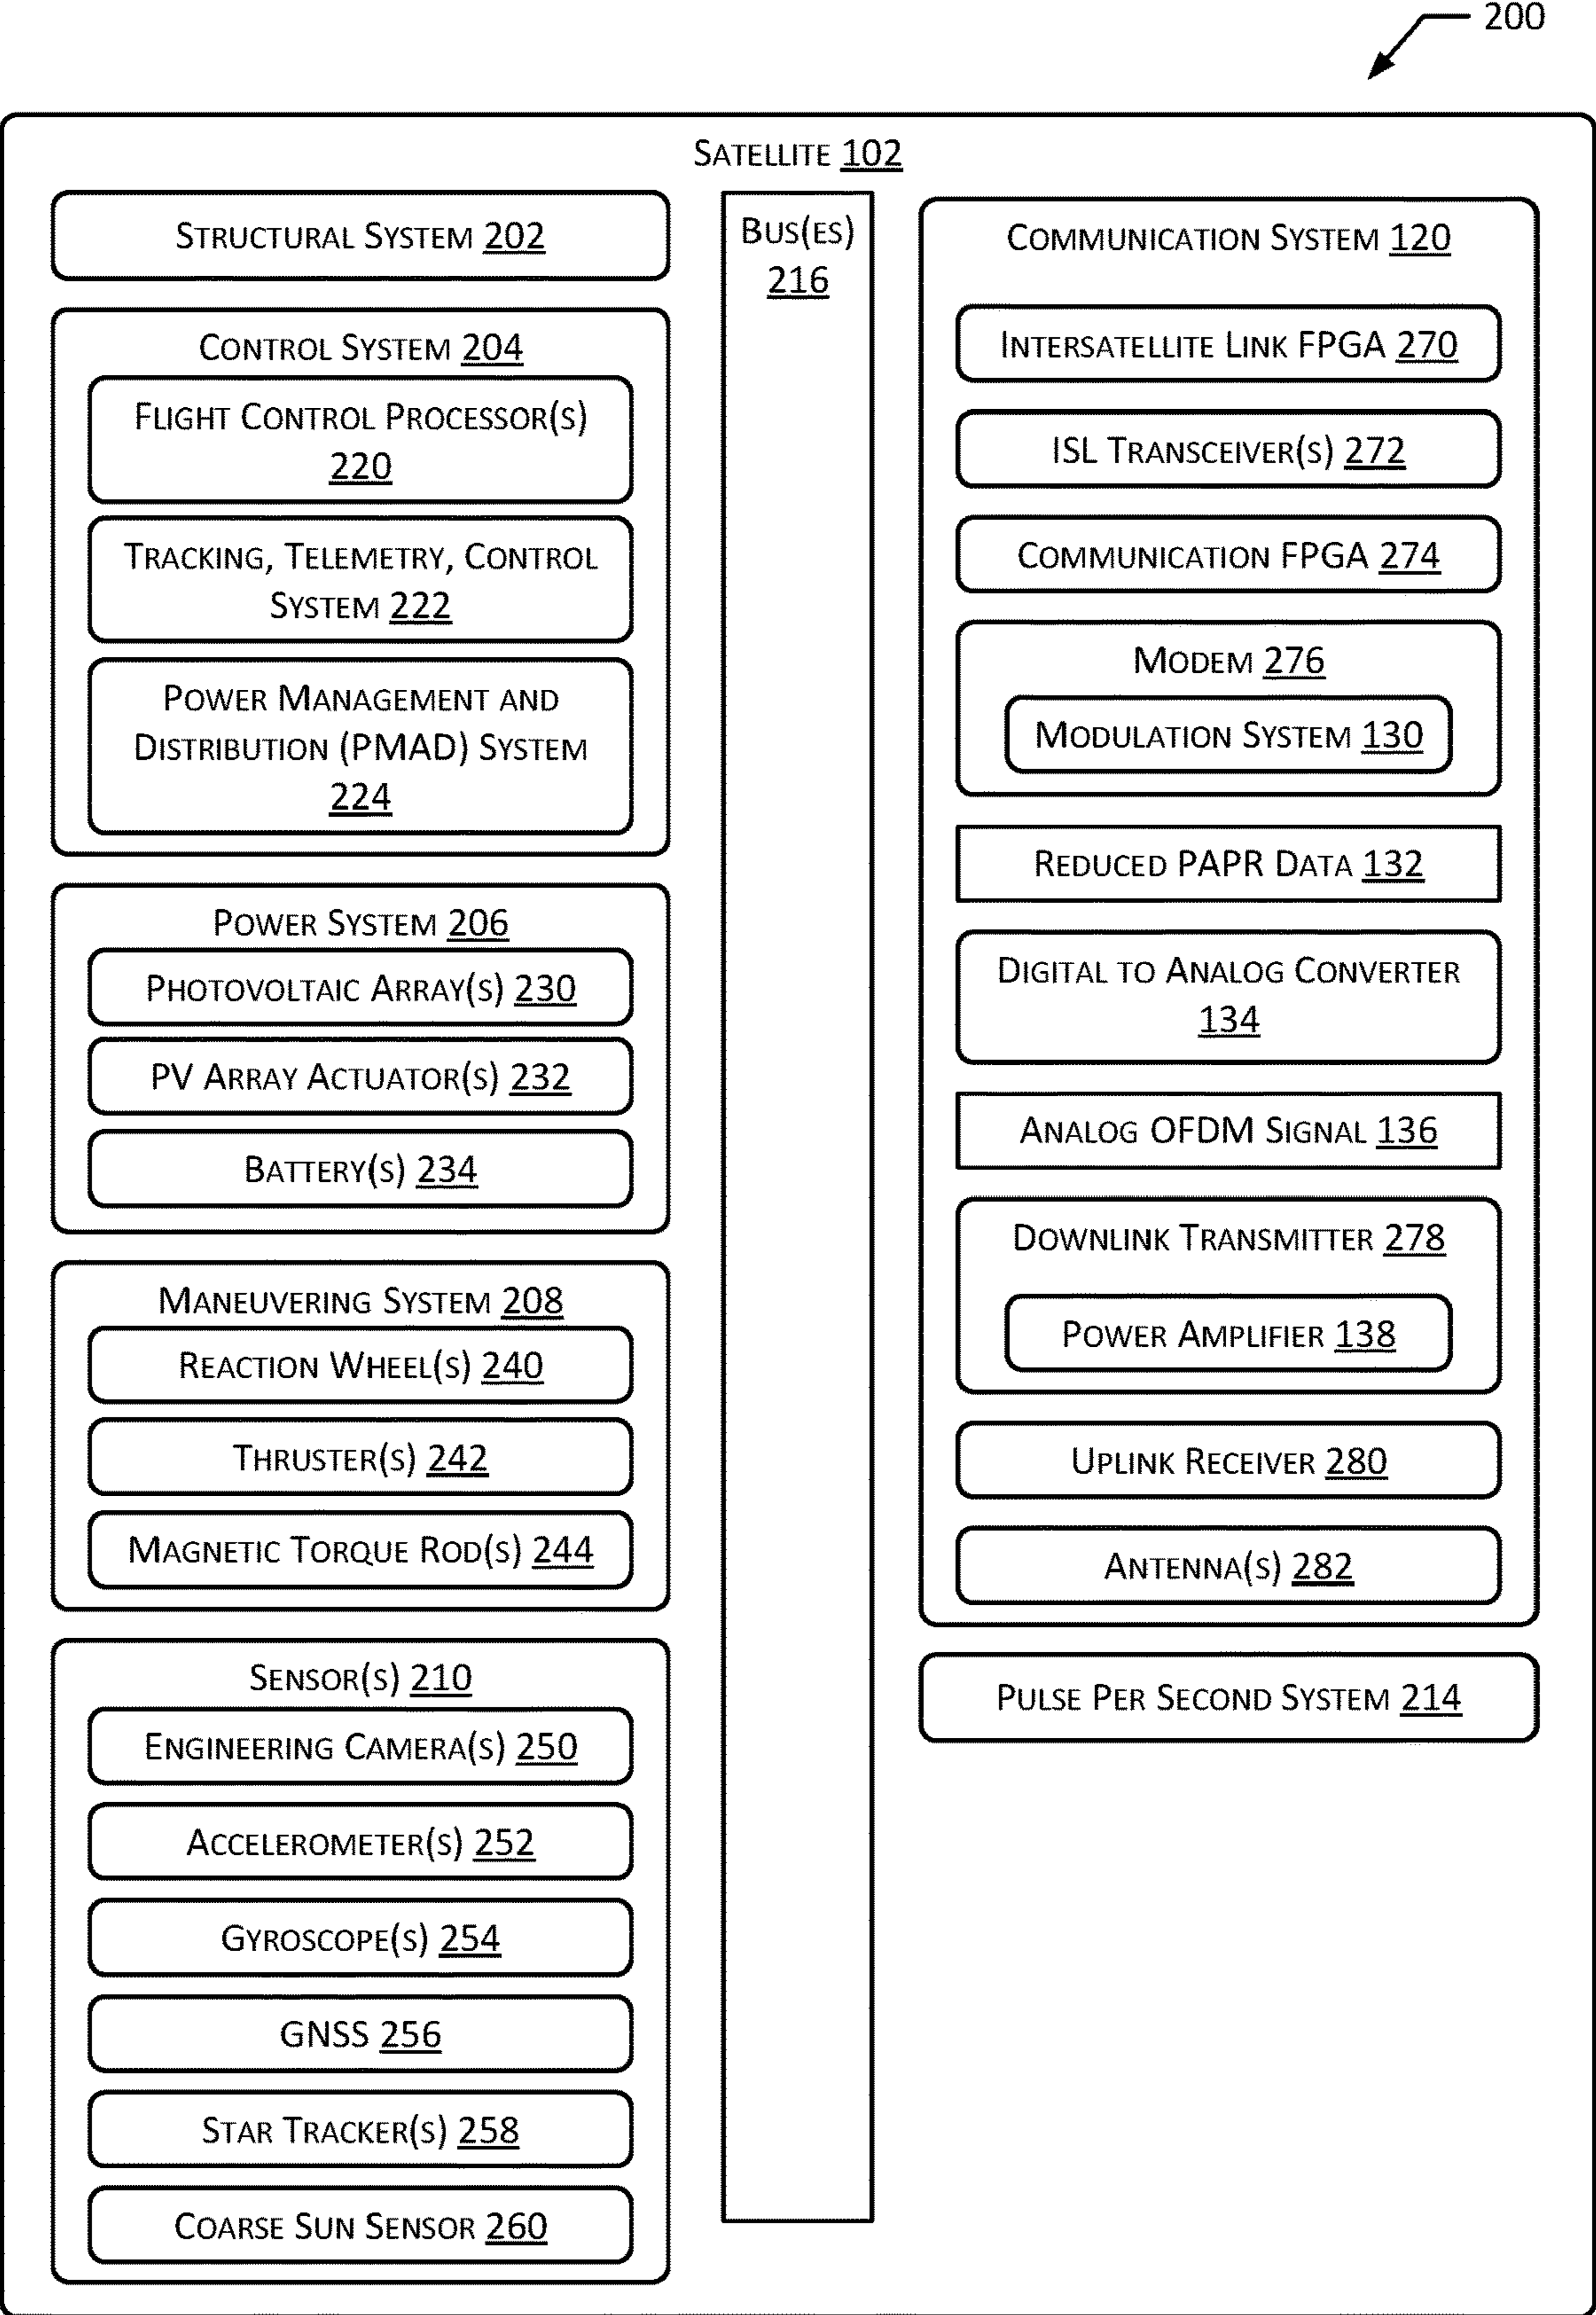 200
Satellite 102
Structural System 202
Control System 204
Flight Control Processor(s)
220
Tracking, Telemetry, Control
System 222
Power Management and
Distribution (PMAD) System
224
Power System 206
Photovoltaic Array(s) 230
PV Array Actuator(s) 232
Battery(s) 234
Maneuvering System 208
Reaction Wheel(s) 240
Thruster(s) 242
Magnetic Torque Rod(s) 244
Sensor(s) 210
Engineering Camera(s) 250
Accelerometer(s) 252
Gyroscope(s) 254
GNSS 256
Star Tracker(s) 258
Coarse Sun Sensor 260
Bus(es)
216
Communication System 120
Intersatellite Link FPGA 270
ISL Transceiver(s) 272
Communication FPGA 274
Modem 276
Modulation System 130
Reduced PAPR Data 132
Digital to Analog Converter
134
Analog OFDM Signal 136
Downlink Transmitter 278
Power Amplifier 138
Uplink Receiver 280
Antenna(s) 282
Pulse Per Second System 214